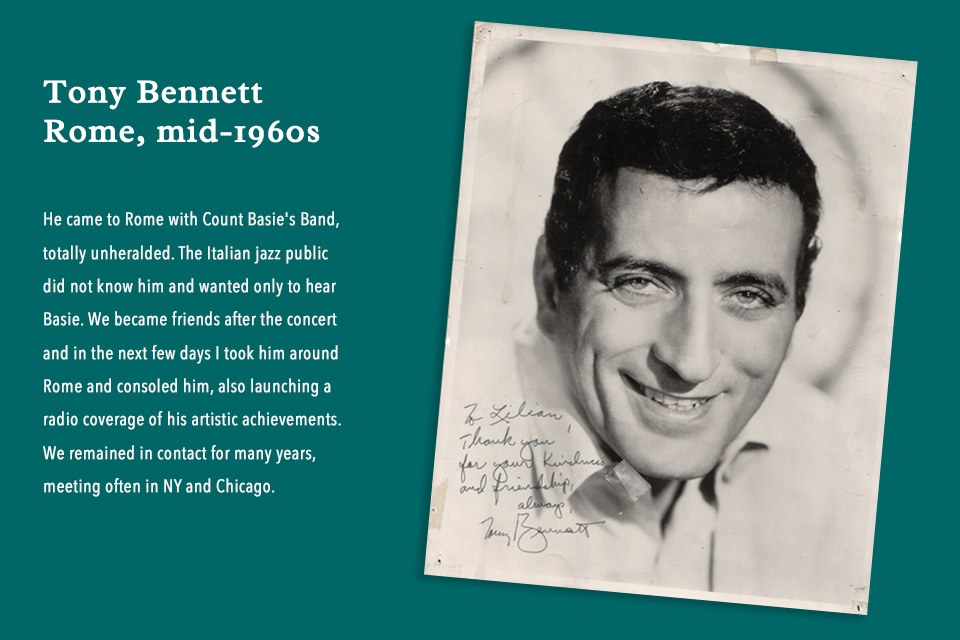 Tony Bennett
Rome, mid-1960s
He came to Rome with Count Basie's Band,
totally unheralded. The Italian jazz public
did not know him and wanted only to hear
Basie. We became friends after the concert
and in the next few days I took him around
Rome and consoled him, also launching a
radio coverage of his artistic achievements.
We remained in contact for many years,
meeting often in NY and Chicago.
To Lilian
Thank you
for your Kindness
and friendship,
always,
Tony Bennett